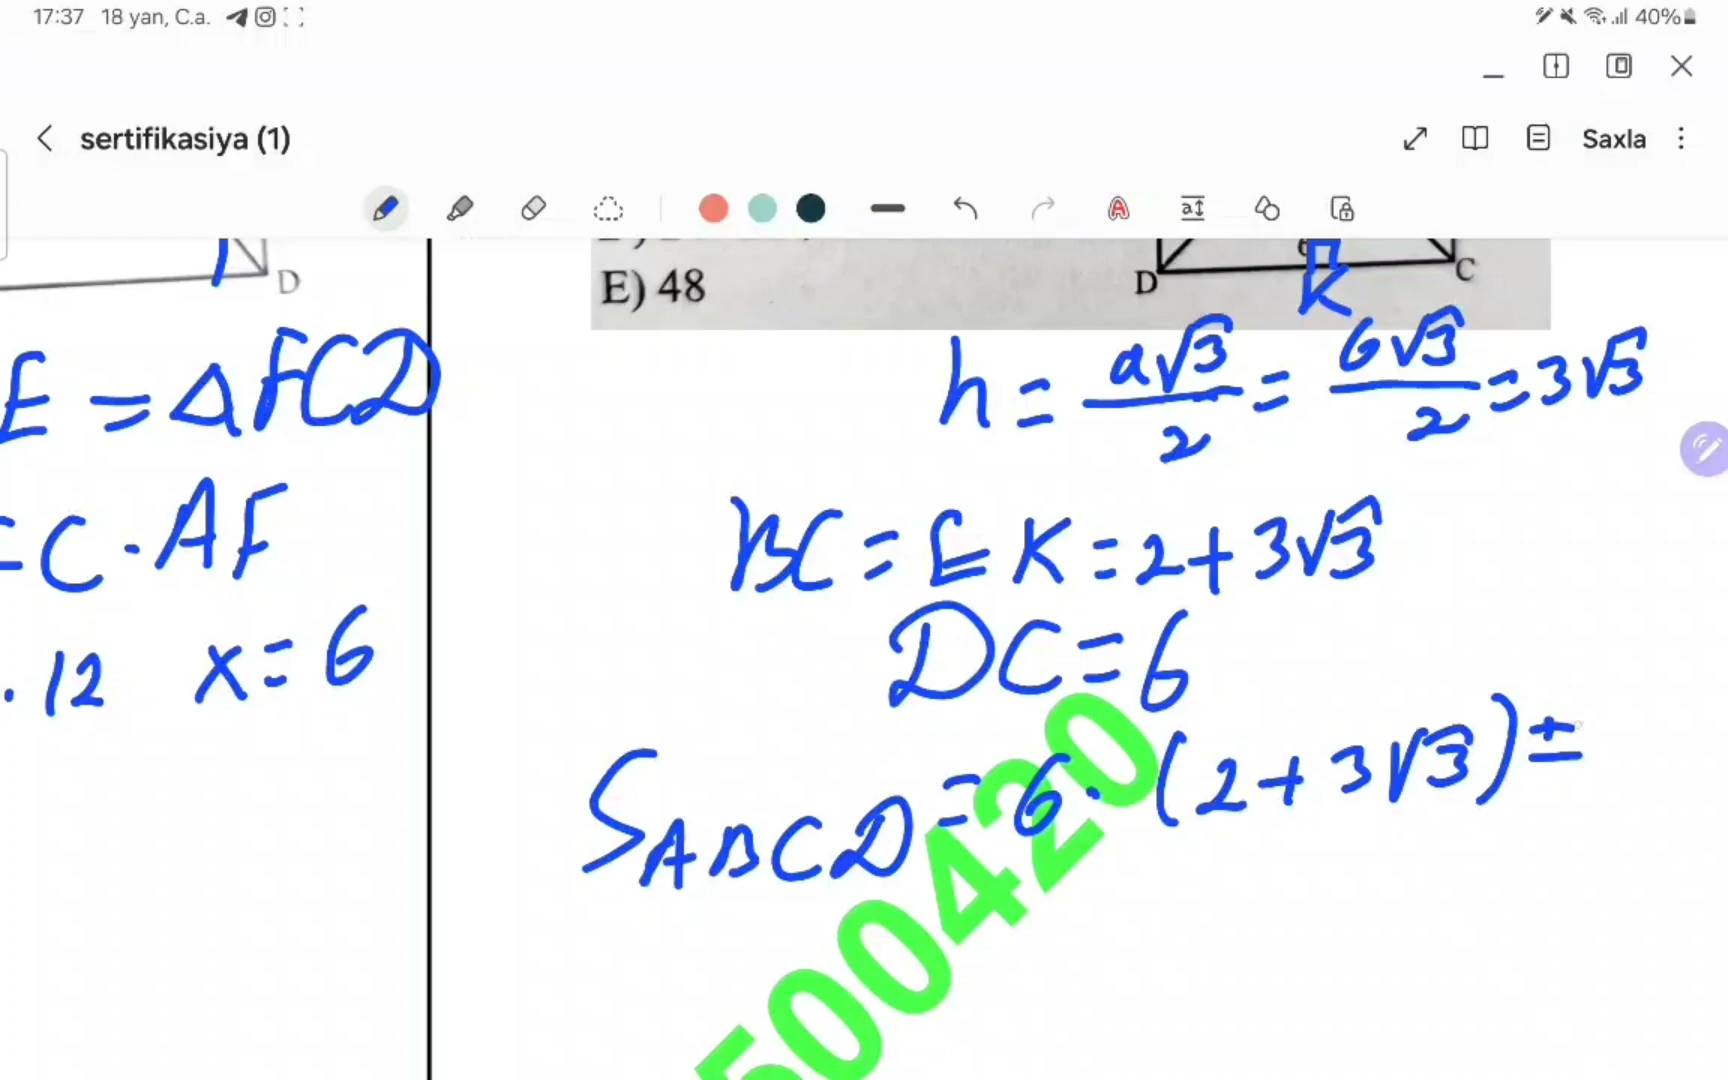 17:37 18 yan, C.a. 40%
sertifikasiya (1) Saxla
D
E) 48
D K C
E = ΔFCD
h = a√3/2 = 6√3/2 = 3√3
= C · AF
BC = EK = 2 + 3√3
DC = 6
. 12 x = 6
S ABCD = 6 · (2 + 3√3) ±
500420